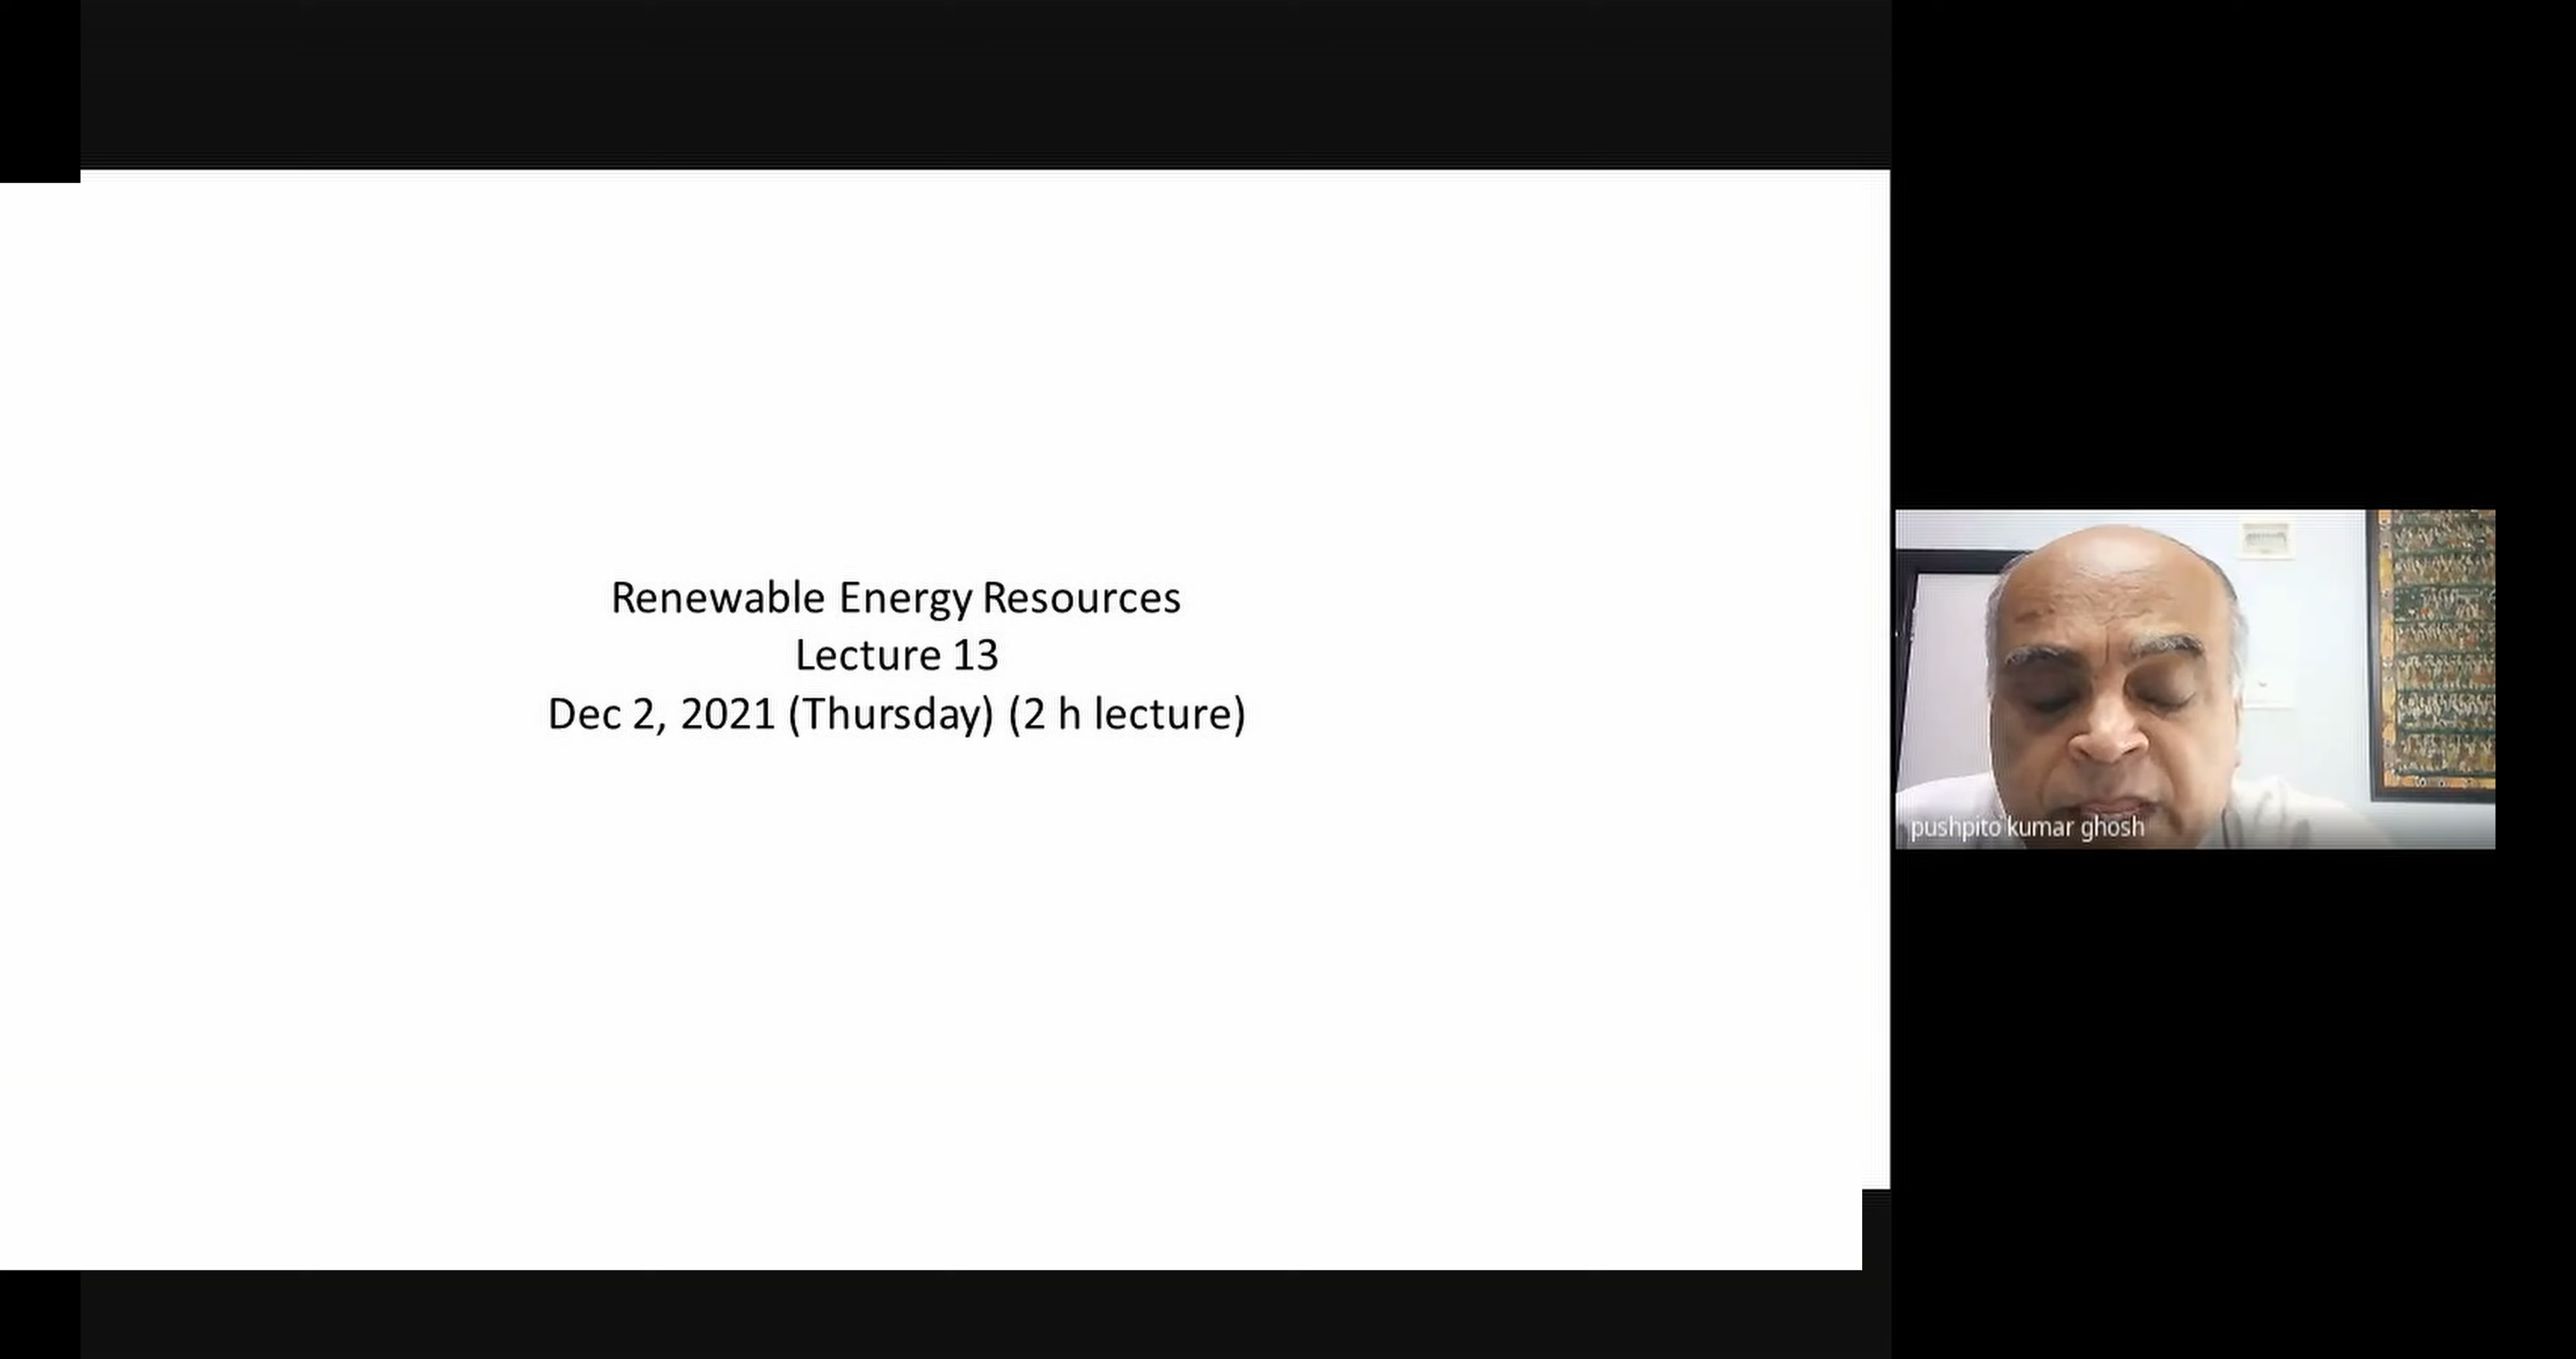 Renewable Energy Resources
Lecture 13
Dec 2, 2021 (Thursday) (2 h lecture)
pushpito kumar ghosh